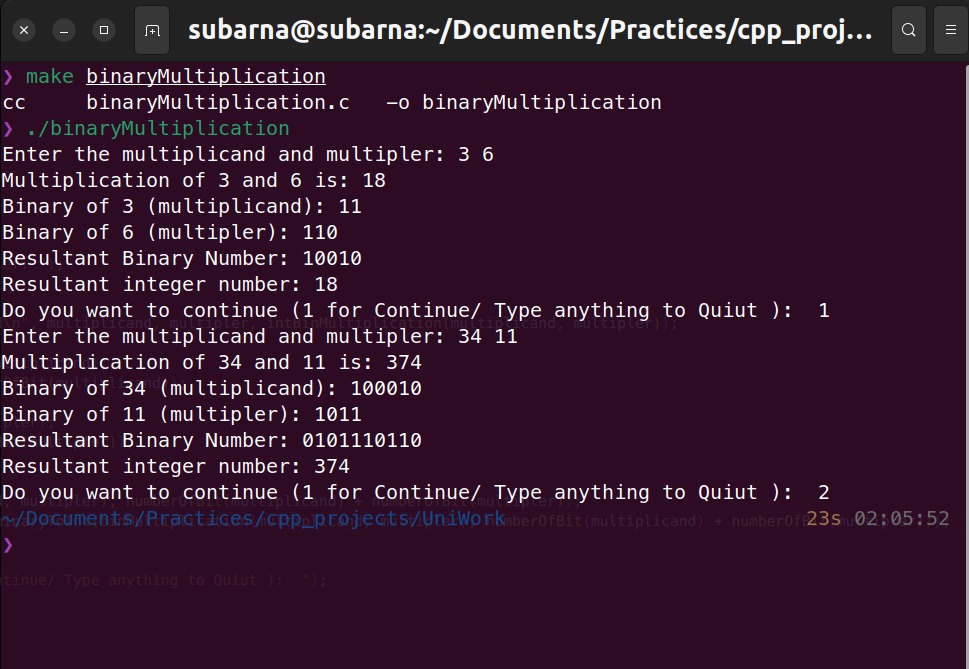 subarna@subarna:~/Documents/Practices/cpp_proj...
❯ make binaryMultiplication
cc     binaryMultiplication.c   -o binaryMultiplication
❯ ./binaryMultiplication
Enter the multiplicand and multipler: 3 6
Multiplication of 3 and 6 is: 18
Binary of 3 (multiplicand): 11
Binary of 6 (multipler): 110
Resultant Binary Number: 10010
Resultant integer number: 18
Do you want to continue (1 for Continue/ Type anything to Quiut ):  1
Enter the multiplicand and multipler: 34 11
Multiplication of 34 and 11 is: 374
Binary of 34 (multiplicand): 100010
Binary of 11 (multipler): 1011
Resultant Binary Number: 0101110110
Resultant integer number: 374
Do you want to continue (1 for Continue/ Type anything to Quiut ):  2
~/Documents/Practices/cpp_projects/UniWork 23s 02:05:52
❯
ntinue/ Type anything to Quiut ):  ");